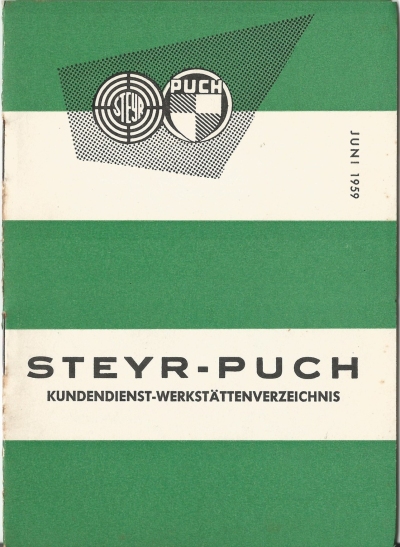 STEYR
PUCH
JUNI 1959
STEYR-PUCH
KUNDENDIENST-WERKSTÄTTENVERZEICHNIS